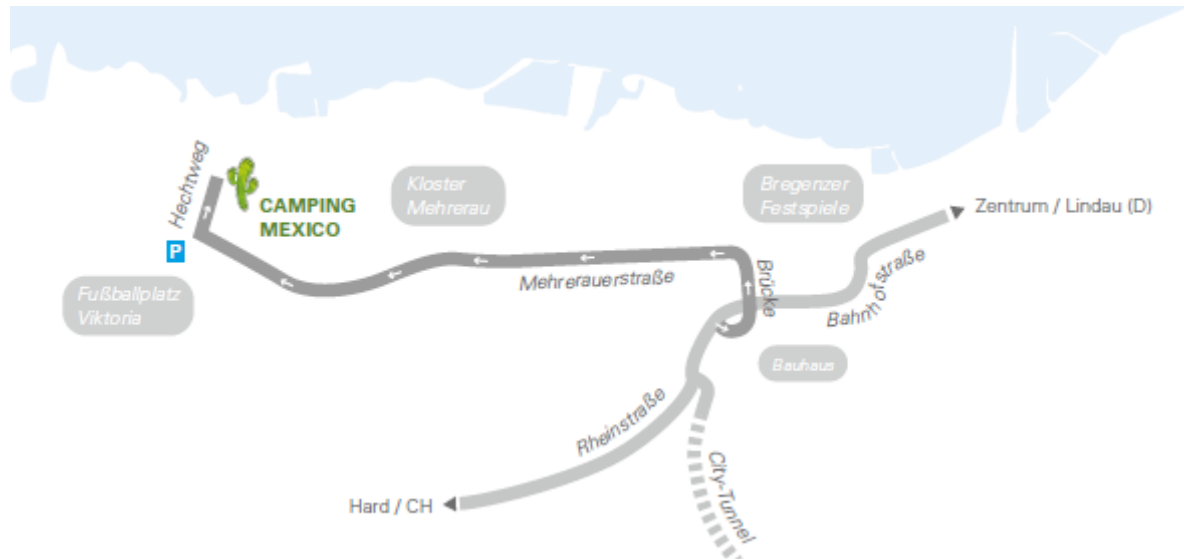 Hechtweg
CAMPING
MEXICO
P
Fußballplatz
Viktoria
Kloster
Mehrerau
Bregenzer
Festspiele
Zentrum / Lindau (D)
Mehrerauerstraße
Brücke
Bahnhofstraße
Bauhaus
Rheinstraße
City-Tunnel
Hard / CH